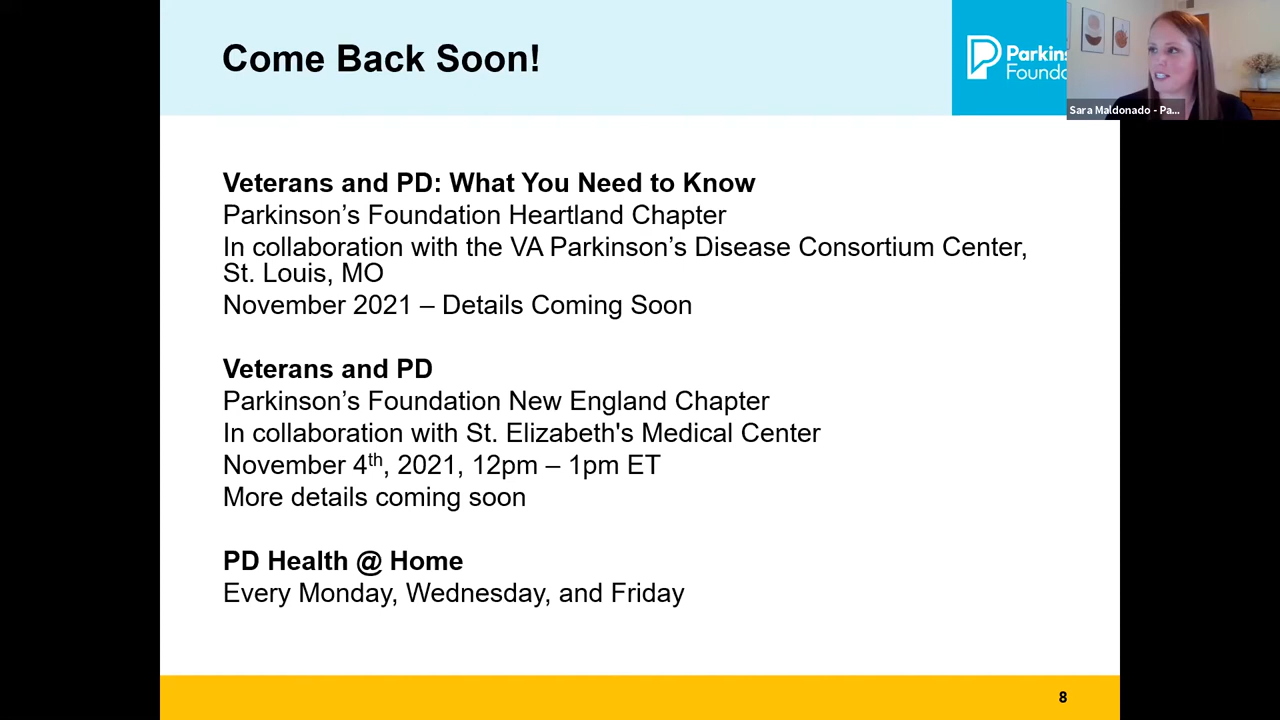 Come Back Soon!
Parkins
Founda
Sara Maldonado - Pa...
Veterans and PD: What You Need to Know
Parkinson’s Foundation Heartland Chapter
In collaboration with the VA Parkinson’s Disease Consortium Center,
St. Louis, MO
November 2021 – Details Coming Soon
Veterans and PD
Parkinson’s Foundation New England Chapter
In collaboration with St. Elizabeth's Medical Center
November 4th, 2021, 12pm – 1pm ET
More details coming soon
PD Health @ Home
Every Monday, Wednesday, and Friday
8